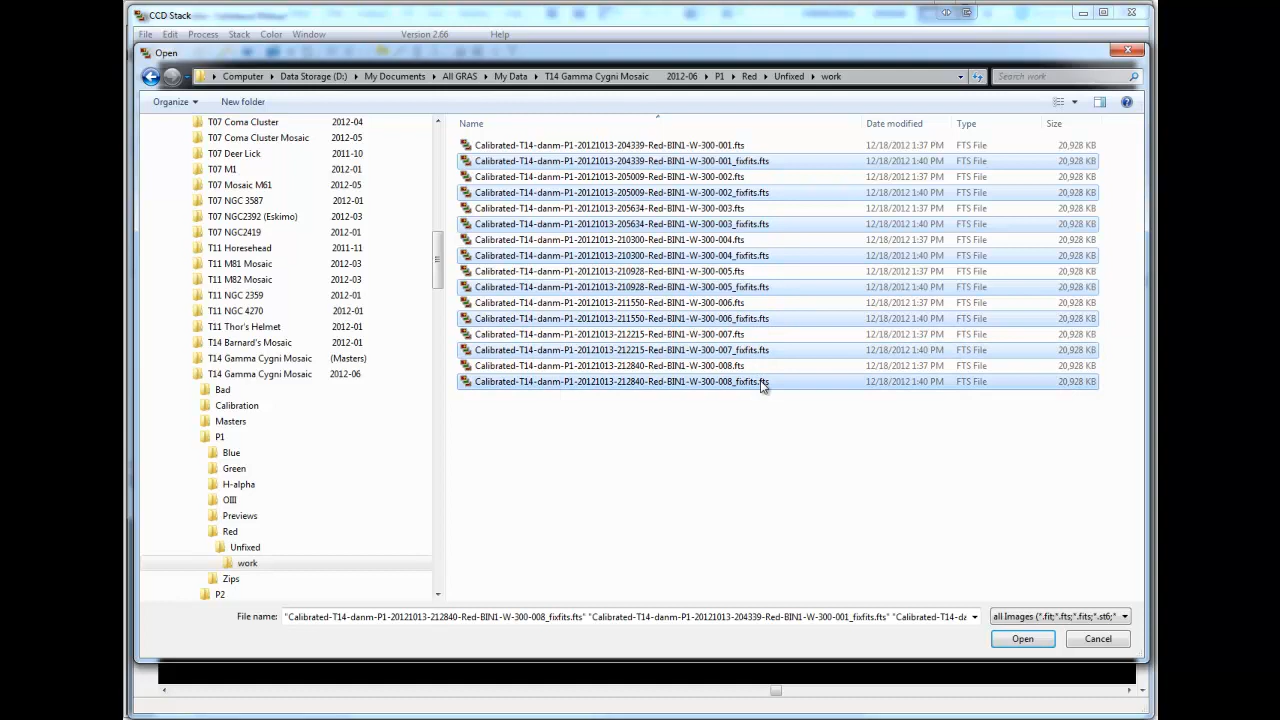 CCD Stack
File Edit Process Stack Color Window Version 2.66 Help
Open
Computer Data Storage (D:) My Documents All GRAS My Data T14 Gamma Cygni Mosaic 2012-06 P1 Red Unfixed work Search work
Organize New folder
Name Date modified Type Size
T07 Coma Cluster 2012-04
T07 Coma Cluster Mosaic 2012-05
T07 Deer Lick 2011-10
T07 M1 2012-01
T07 Mosaic M61 2012-05
T07 NGC 3587 2012-01
T07 NGC2392 (Eskimo) 2012-03
T07 NGC2419 2012-01
T11 Horesehead 2011-11
T11 M81 Mosaic 2012-03
T11 M82 Mosaic 2012-03
T11 NGC 2359 2012-01
T11 NGC 4270 2012-01
T11 Thor's Helmet 2012-01
T14 Barnard's Mosaic 2012-01
T14 Gamma Cygni Mosaic (Masters)
T14 Gamma Cygni Mosaic 2012-06
Bad
Calibration
Masters
P1
Blue
Green
H-alpha
OIII
Previews
Red
Unfixed
work
Zips
P2
Calibrated-T14-danm-P1-20121013-204339-Red-BIN1-W-300-001.fts 12/18/2012 1:37 PM FTS File 20,928 KB
Calibrated-T14-danm-P1-20121013-204339-Red-BIN1-W-300-001_fixfits.fts 12/18/2012 1:40 PM FTS File 20,928 KB
Calibrated-T14-danm-P1-20121013-205009-Red-BIN1-W-300-002.fts 12/18/2012 1:37 PM FTS File 20,928 KB
Calibrated-T14-danm-P1-20121013-205009-Red-BIN1-W-300-002_fixfits.fts 12/18/2012 1:40 PM FTS File 20,928 KB
Calibrated-T14-danm-P1-20121013-205634-Red-BIN1-W-300-003.fts 12/18/2012 1:37 PM FTS File 20,928 KB
Calibrated-T14-danm-P1-20121013-205634-Red-BIN1-W-300-003_fixfits.fts 12/18/2012 1:40 PM FTS File 20,928 KB
Calibrated-T14-danm-P1-20121013-210300-Red-BIN1-W-300-004.fts 12/18/2012 1:37 PM FTS File 20,928 KB
Calibrated-T14-danm-P1-20121013-210300-Red-BIN1-W-300-004_fixfits.fts 12/18/2012 1:40 PM FTS File 20,928 KB
Calibrated-T14-danm-P1-20121013-210928-Red-BIN1-W-300-005.fts 12/18/2012 1:37 PM FTS File 20,928 KB
Calibrated-T14-danm-P1-20121013-210928-Red-BIN1-W-300-005_fixfits.fts 12/18/2012 1:40 PM FTS File 20,928 KB
Calibrated-T14-danm-P1-20121013-211550-Red-BIN1-W-300-006.fts 12/18/2012 1:37 PM FTS File 20,928 KB
Calibrated-T14-danm-P1-20121013-211550-Red-BIN1-W-300-006_fixfits.fts 12/18/2012 1:40 PM FTS File 20,928 KB
Calibrated-T14-danm-P1-20121013-212215-Red-BIN1-W-300-007.fts 12/18/2012 1:37 PM FTS File 20,928 KB
Calibrated-T14-danm-P1-20121013-212215-Red-BIN1-W-300-007_fixfits.fts 12/18/2012 1:40 PM FTS File 20,928 KB
Calibrated-T14-danm-P1-20121013-212840-Red-BIN1-W-300-008.fts 12/18/2012 1:37 PM FTS File 20,928 KB
Calibrated-T14-danm-P1-20121013-212840-Red-BIN1-W-300-008_fixfits.fts 12/18/2012 1:40 PM FTS File 20,928 KB
File name: "Calibrated-T14-danm-P1-20121013-212840-Red-BIN1-W-300-008_fixfits.fts" "Calibrated-T14-danm-P1-20121013-204339-Red-BIN1-W-300-001_fixfits.fts" "Calibrated-T14-da all Images (*.fit;*.fts;*.fits;*.st6;*
Open Cancel